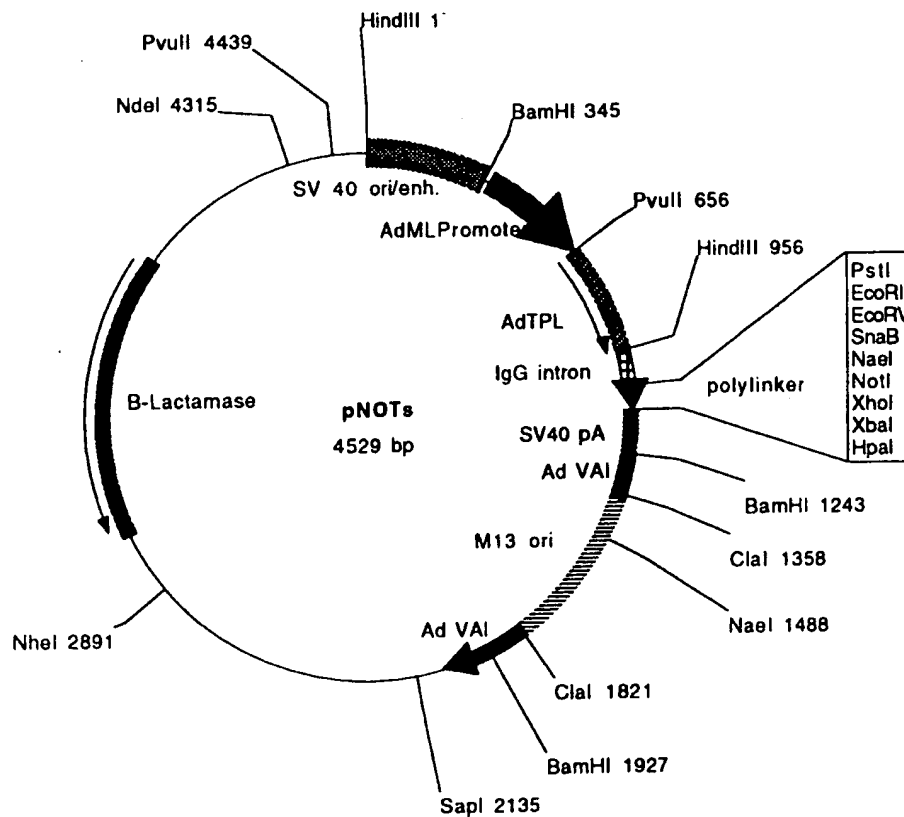 HindIII 1
PvuII 4439
NdeI 4315
BamHI 345
SV 40 ori/enh.
AdMLPromote
PvuII 656
HindIII 956
PstI
EcoRI
EcoRV
SnaB
NaeI
NotI
XhoI
XbaI
HpaI
AdTPL
IgG intron
polylinker
B-Lactamase
pNOTs
4529 bp
SV40 pA
Ad VAI
BamHI 1243
M13 ori
ClaI 1358
NaeI 1488
NheI 2891
Ad VAI
ClaI 1821
BamHI 1927
SapI 2135